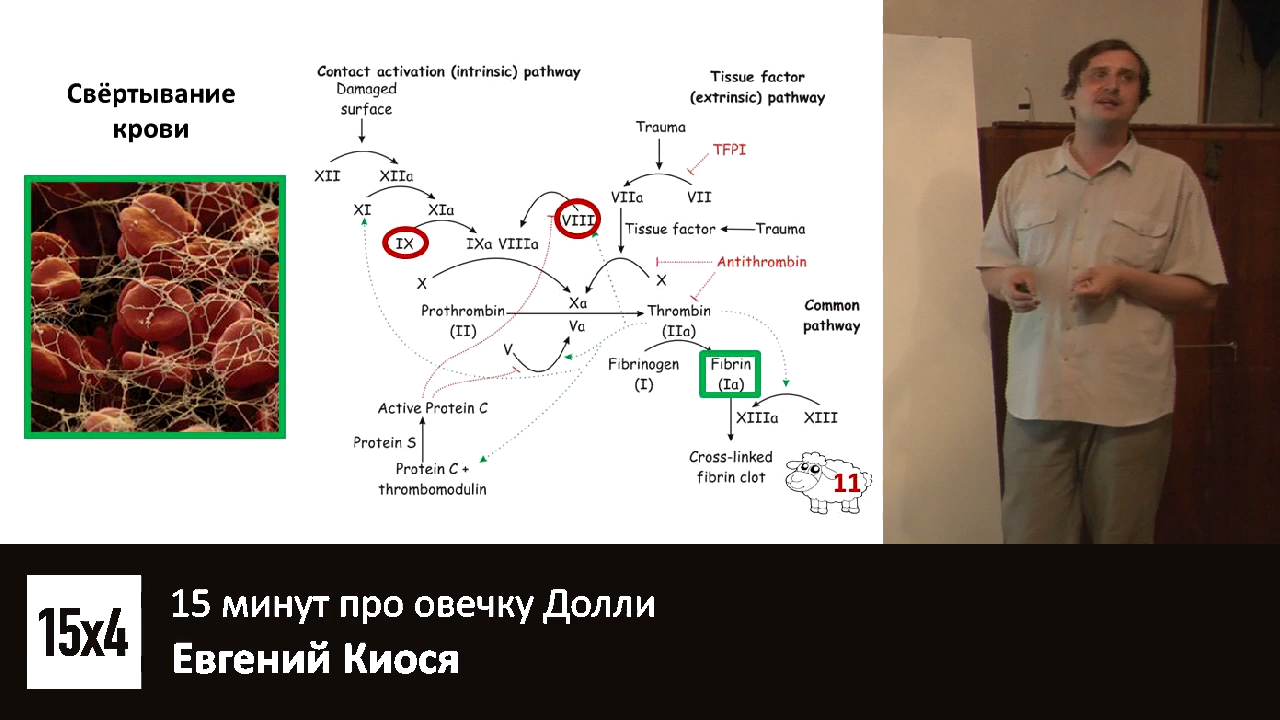 Свёртывание
крови
Contact activation (intrinsic) pathway
Damaged
surface
XII
XIIa
XI
XIa
IX
IXa VIIIa
VIII
X
Tissue factor
(extrinsic) pathway
Trauma
TFPI
VIIa
VII
Tissue factor
Trauma
Antithrombin
X
Xa
Prothrombin
(II)
Va
Thrombin
(IIa)
Common
pathway
V
Fibrinogen
(I)
Fibrin
(Ia)
Active Protein C
XIIIa
XIII
Protein S
Protein C +
thrombomodulin
Cross-linked
fibrin clot
11
15x4
15 минут про овечку Долли
Евгений Киося